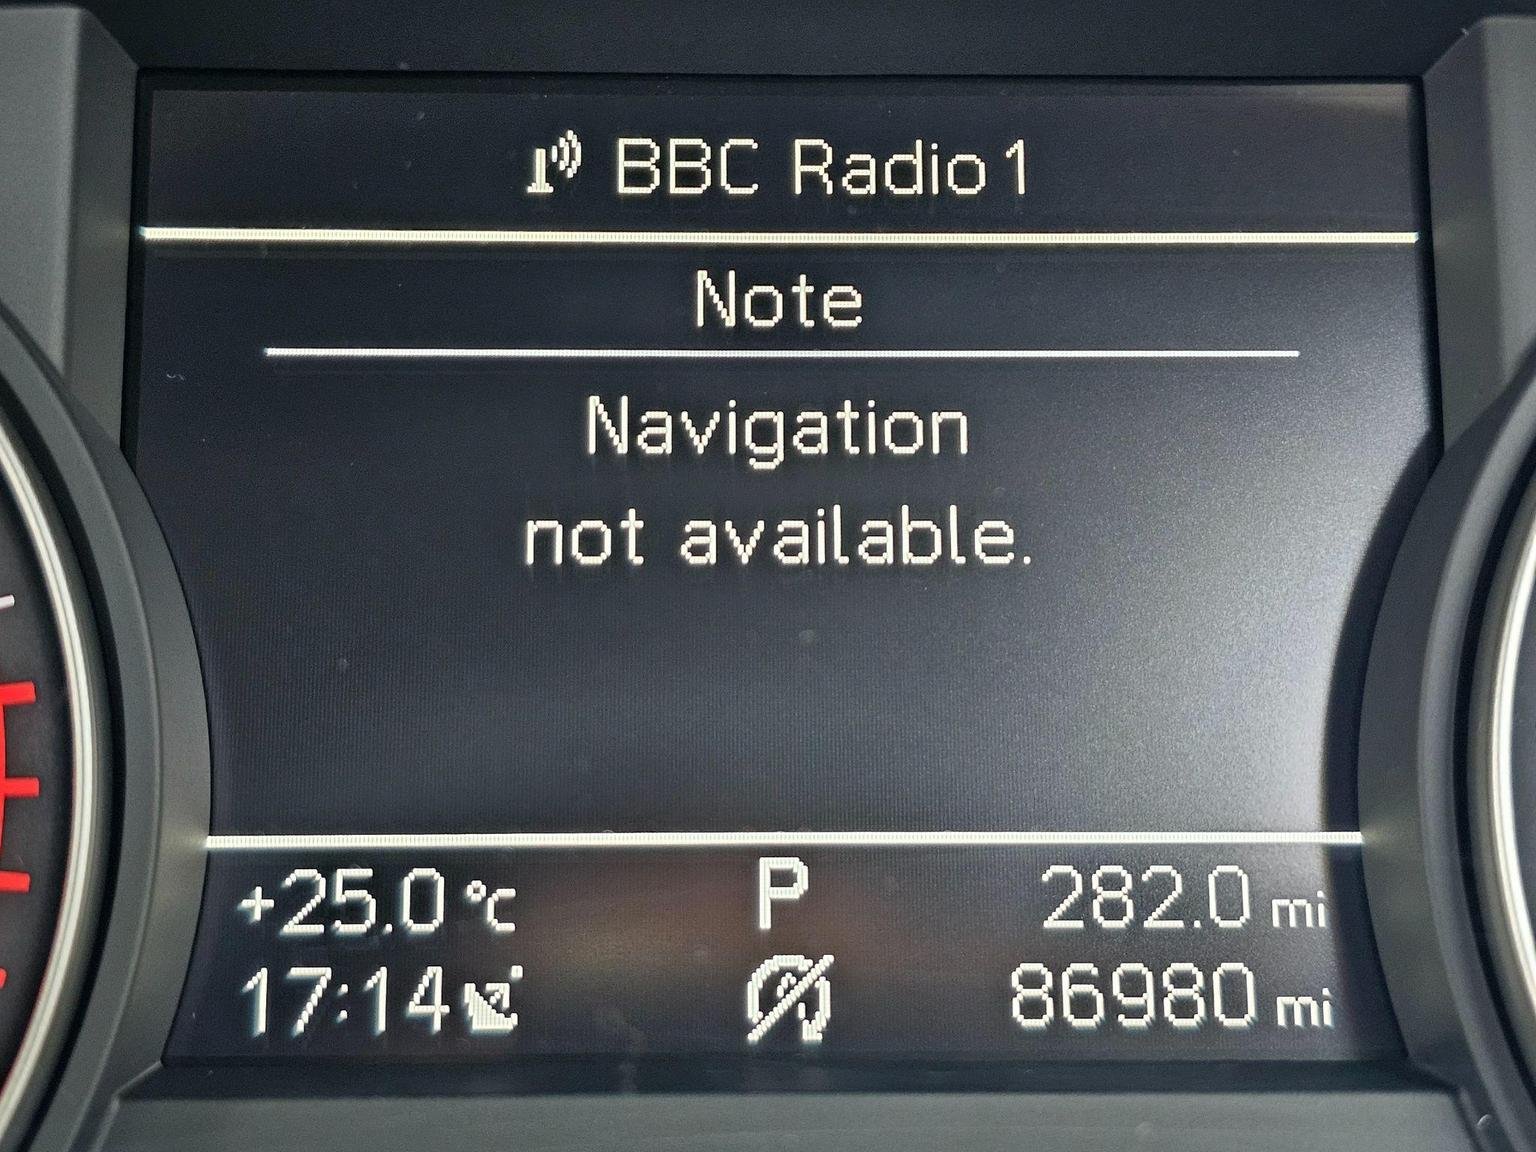 BBC Radio 1
Note
Navigation
not available.
+25.0 °C
P
282.0 mi
17:14
86980 mi